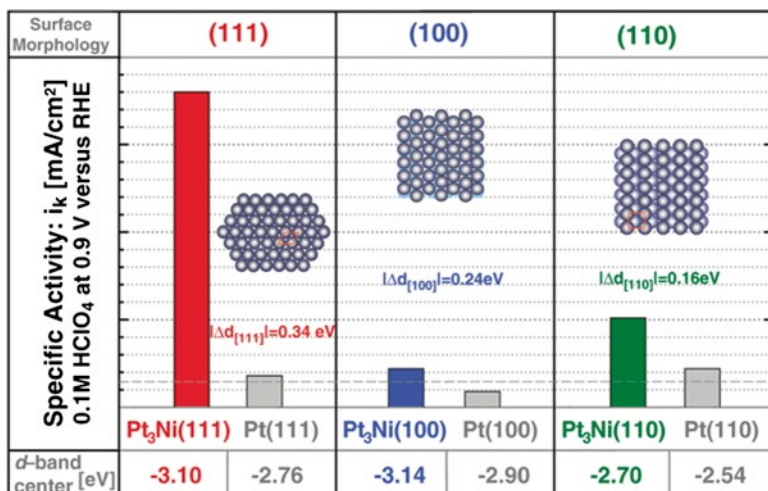 Surface
Morphology
(111)
(100)
(110)
Specific Activity: iₖ [mA/cm²]
0.1M HClO₄ at 0.9 V versus RHE
|Δd[111]|=0.34 eV
|Δd[100]|=0.24eV
|Δd[110]|=0.16eV
Pt₃Ni(111) Pt(111)
Pt₃Ni(100) Pt(100)
Pt₃Ni(110) Pt(110)
d-band
center [eV]
-3.10 -2.76 -3.14 -2.90 -2.70 -2.54